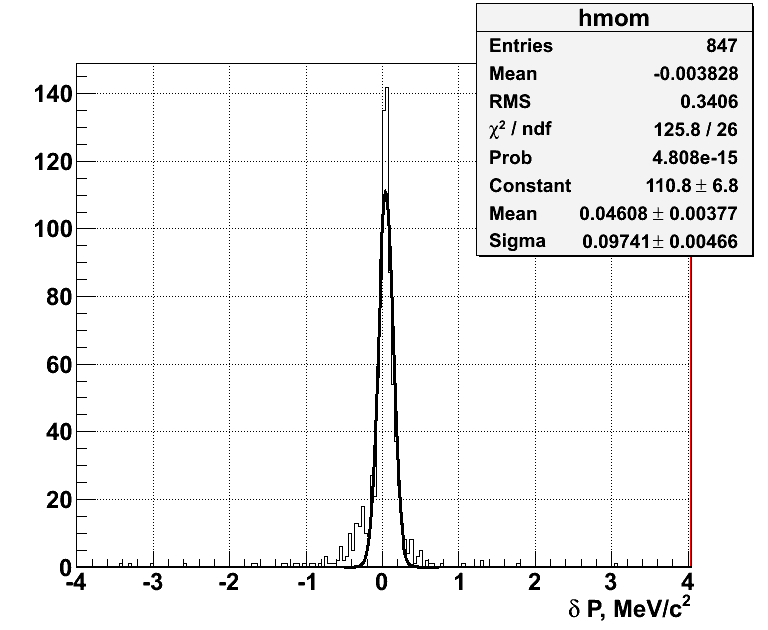 hmom
Entries 847
Mean -0.003828
RMS 0.3406
χ² / ndf 125.8 / 26
Prob 4.808e-15
Constant 110.8 ± 6.8
Mean 0.04608 ± 0.00377
Sigma 0.09741 ± 0.00466
140
120
100
80
60
40
20
0
-4 -3 -2 -1 0 1 2 3 4
δ P, MeV/c²